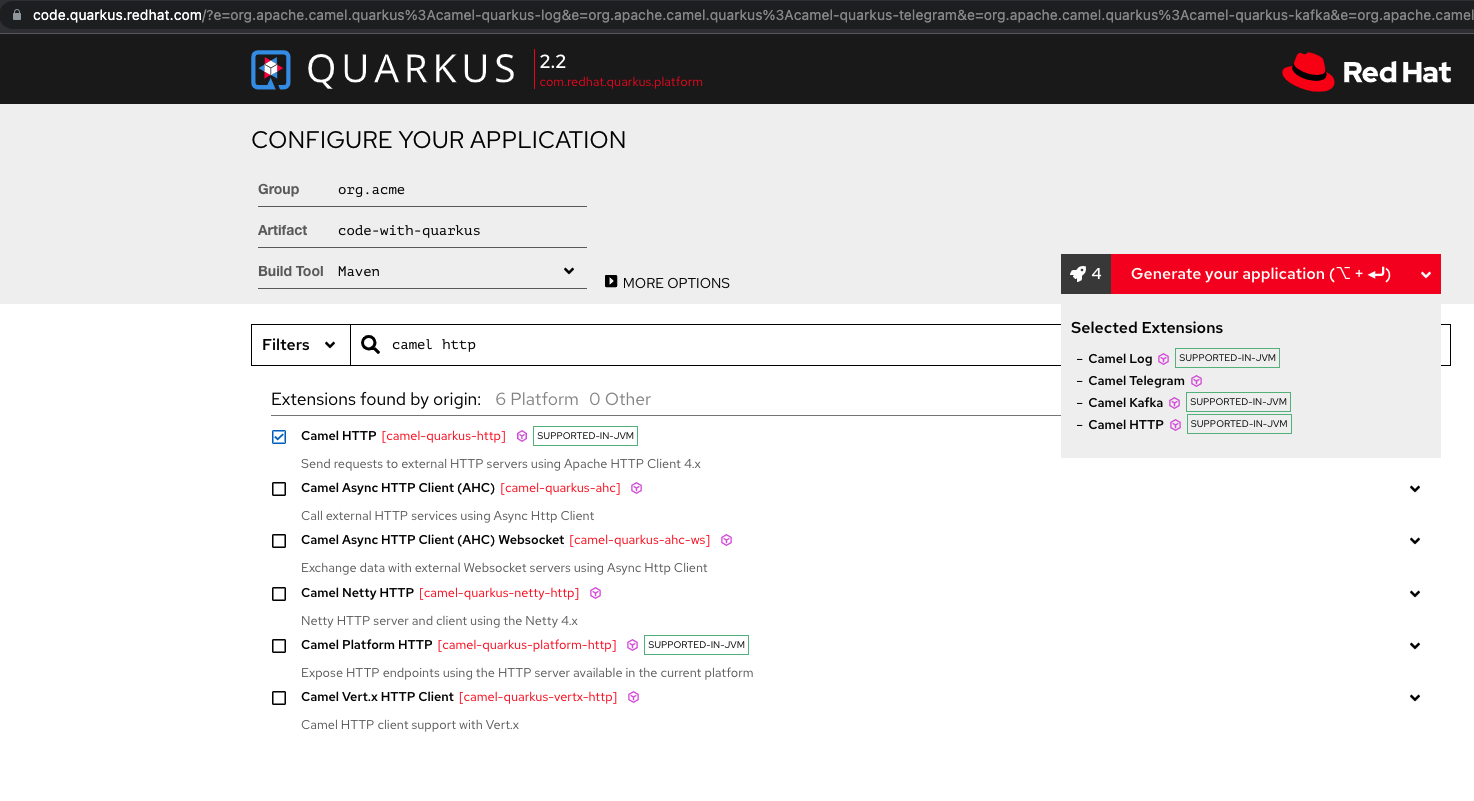 code.quarkus.redhat.com/?e=org.apache.camel.quarkus%3Acamel-quarkus-log&e=org.apache.camel.quarkus%3Acamel-quarkus-telegram&e=org.apache.camel.quarkus%3Acamel-quarkus-kafka&e=org.apache.camel
QUARKUS 2.2
com.redhat.quarkus.platform
Red Hat
CONFIGURE YOUR APPLICATION
Group org.acme
Artifact code-with-quarkus
Build Tool Maven
MORE OPTIONS
4 Generate your application (⌥ + ↵)
Selected Extensions
– Camel Log SUPPORTED-IN-JVM
– Camel Telegram
– Camel Kafka SUPPORTED-IN-JVM
– Camel HTTP SUPPORTED-IN-JVM
Filters camel http
Extensions found by origin: 6 Platform 0 Other
Camel HTTP [camel-quarkus-http] SUPPORTED-IN-JVM
Send requests to external HTTP servers using Apache HTTP Client 4.x
Camel Async HTTP Client (AHC) [camel-quarkus-ahc]
Call external HTTP services using Async Http Client
Camel Async HTTP Client (AHC) Websocket [camel-quarkus-ahc-ws]
Exchange data with external Websocket servers using Async Http Client
Camel Netty HTTP [camel-quarkus-netty-http]
Netty HTTP server and client using the Netty 4.x
Camel Platform HTTP [camel-quarkus-platform-http] SUPPORTED-IN-JVM
Expose HTTP endpoints using the HTTP server available in the current platform
Camel Vert.x HTTP Client [camel-quarkus-vertx-http]
Camel HTTP client support with Vert.x